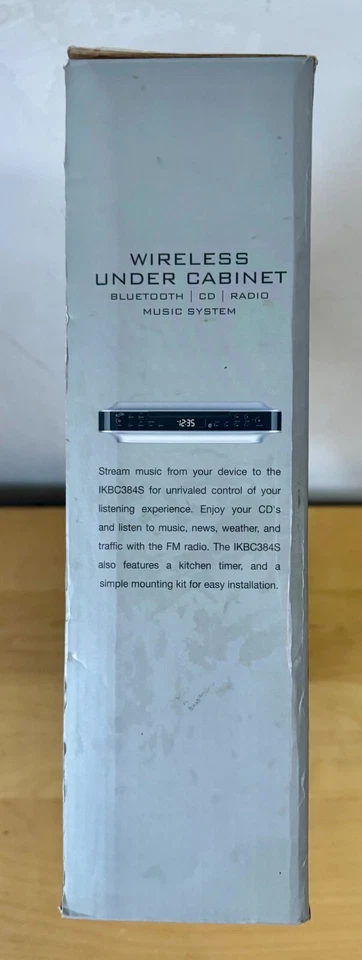 WIRELESS
UNDER CABINET
BLUETOOTH | CD | RADIO
MUSIC SYSTEM
12:35
Stream music from your device to the
IKBC384S for unrivaled control of your
listening experience. Enjoy your CD's
and listen to music, news, weather, and
traffic with the FM radio. The IKBC384S
also features a kitchen timer, and a
simple mounting kit for easy installation.